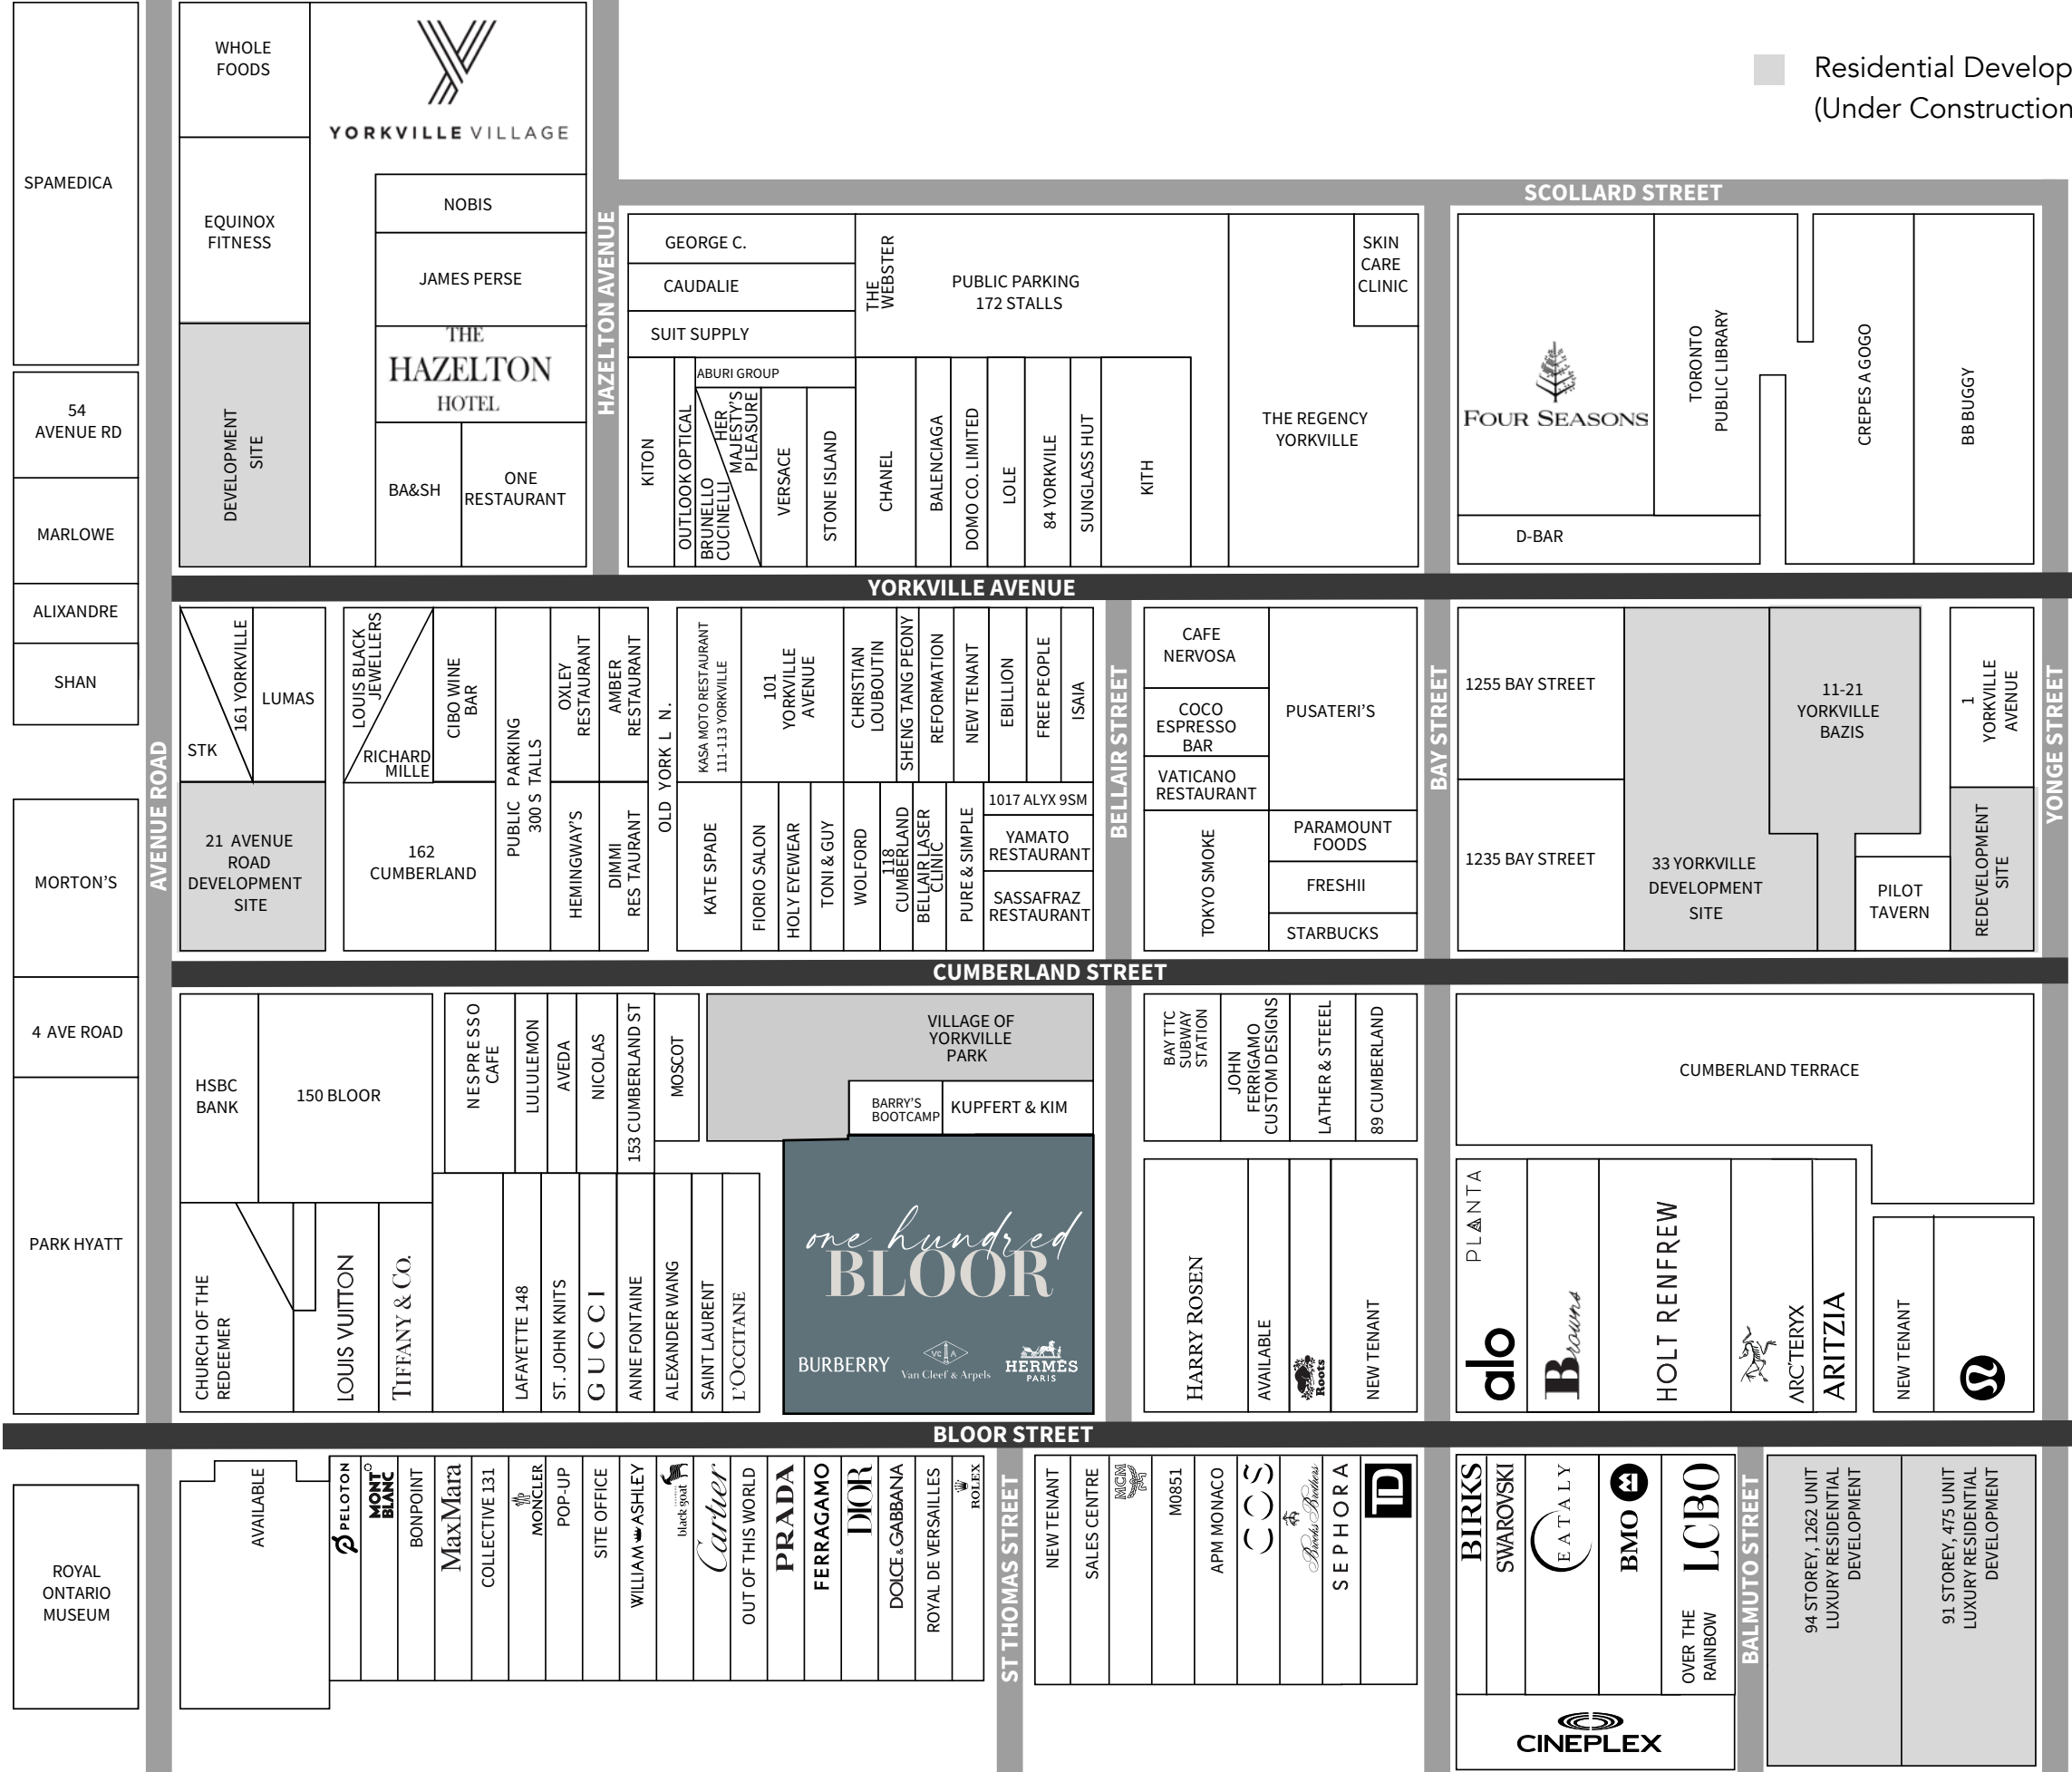 Residential Develop
(Under Construction
SCOLLARD STREET
HAZELTON AVENUE
YORKVILLE AVENUE
AVENUE ROAD
BELLAIR STREET
BAY STREET
YONGE STREET
CUMBERLAND STREET
BLOOR STREET
ST THOMAS STREET
BALMUTO STREET
SPAMEDICA
54
AVENUE RD
MARLOWE
ALIXANDRE
SHAN
MORTON'S
4 AVE ROAD
PARK HYATT
ROYAL
ONTARIO
MUSEUM
WHOLE
FOODS
EQUINOX
FITNESS
DEVELOPMENT
SITE
YORKVILLE VILLAGE
NOBIS
JAMES PERSE
THE
HAZELTON
HOTEL
BA&SH
ONE
RESTAURANT
GEORGE C.
CAUDALIE
SUIT SUPPLY
THE
WEBSTER
PUBLIC PARKING
172 STALLS
SKIN
CARE
CLINIC
KITON
OUTLOOK OPTICAL
ABURI GROUP
BRUNELLO
CUCINELLI
HER
MAJESTY'S
PLEASURE
VERSACE
STONE ISLAND
CHANEL
BALENCIAGA
DOMO CO. LIMITED
LOLE
84 YORKVILE
SUNGLASS HUT
KITH
THE REGENCY
YORKVILLE
FOUR SEASONS
TORONTO
PUBLIC LIBRARY
D-BAR
CREPES A GOGO
BB BUGGY
STK
161 YORKVILLE
LUMAS
21 AVENUE
ROAD
DEVELOPMENT
SITE
LOUIS BLACK
JEWELLERS
RICHARD
MILLE
CIBO WINE
BAR
162
CUMBERLAND
PUBLIC PARKING
300 S TALLS
OXLEY
RESTAURANT
AMBER
RESTAURANT
HEMINGWAY'S
DIMMI
RES TAURANT
OLD YORK L N.
KASA MOTO RESTAURANT
111-113 YORKVILLE
101
YORKVILLE
AVENUE
CHRISTIAN
LOUBOUTIN
SHENG TANG PEONY
REFORMATION
NEW TENANT
EBILLION
FREE PEOPLE
ISAIA
KATE SPADE
FIORIO SALON
HOLY EYEWEAR
TONI & GUY
WOLFORD
118
CUMBERLAND
BELLAIR LASER
CLINIC
PURE & SIMPLE
1017 ALYX 9SM
YAMATO
RESTAURANT
SASSAFRAZ
RESTAURANT
CAFE
NERVOSA
COCO
ESPRESSO
BAR
VATICANO
RESTAURANT
PUSATERI'S
TOKYO SMOKE
PARAMOUNT
FOODS
FRESHII
STARBUCKS
1255 BAY STREET
1235 BAY STREET
33 YORKVILLE
DEVELOPMENT
SITE
11-21
YORKVILLE
BAZIS
PILOT
TAVERN
1
YORKVILLE
AVENUE
REDEVELOPMENT
SITE
HSBC
BANK
150 BLOOR
NESPRESSO
CAFE
LULULEMON
AVEDA
NICOLAS
153 CUMBERLAND ST
MOSCOT
VILLAGE OF
YORKVILLE
PARK
BARRY'S
BOOTCAMP
KUPFERT & KIM
CHURCH OF THE
REDEEMER
LOUIS VUITTON
TIFFANY & CO.
LAFAYETTE 148
ST. JOHN KNITS
GUCCI
ANNE FONTAINE
ALEXANDER WANG
SAINT LAURENT
L'OCCITANE
one hundred
BLOOR
BURBERRY
VC A
Van Cleef & Arpels
HERMÈS
PARIS
BAY TTC
SUBWAY
STATION
JOHN
FERRIGAMO
CUSTOM DESIGNS
LATHER & STEEEL
89 CUMBERLAND
HARRY ROSEN
AVAILABLE
Roots
NEW TENANT
CUMBERLAND TERRACE
PLANTA
alo
Browns
HOLT RENFREW
ARC'TERYX
ARITZIA
NEW TENANT
AVAILABLE
PELOTON
MONT
BLANC
BONPOINT
MaxMara
COLLECTIVE 131
MONCLER
POP-UP
SITE OFFICE
WILLIAM ASHLEY
black goat
Cartier
OUT OF THIS WORLD
PRADA
FERRAGAMO
DIOR
DOLCE & GABBANA
ROYAL DE VERSAILLES
ROLEX
NEW TENANT
SALES CENTRE
MCM
M0851
APM MONACO
COS
Brooks Brothers
SEPHORA
TD
BIRKS
SWAROVSKI
EATALY
BMO
LCBO
OVER THE
RAINBOW
CINEPLEX
94 STOREY, 1262 UNIT
LUXURY RESIDENTIAL
DEVELOPMENT
91 STOREY, 475 UNIT
LUXURY RESIDENTIAL
DEVELOPMENT